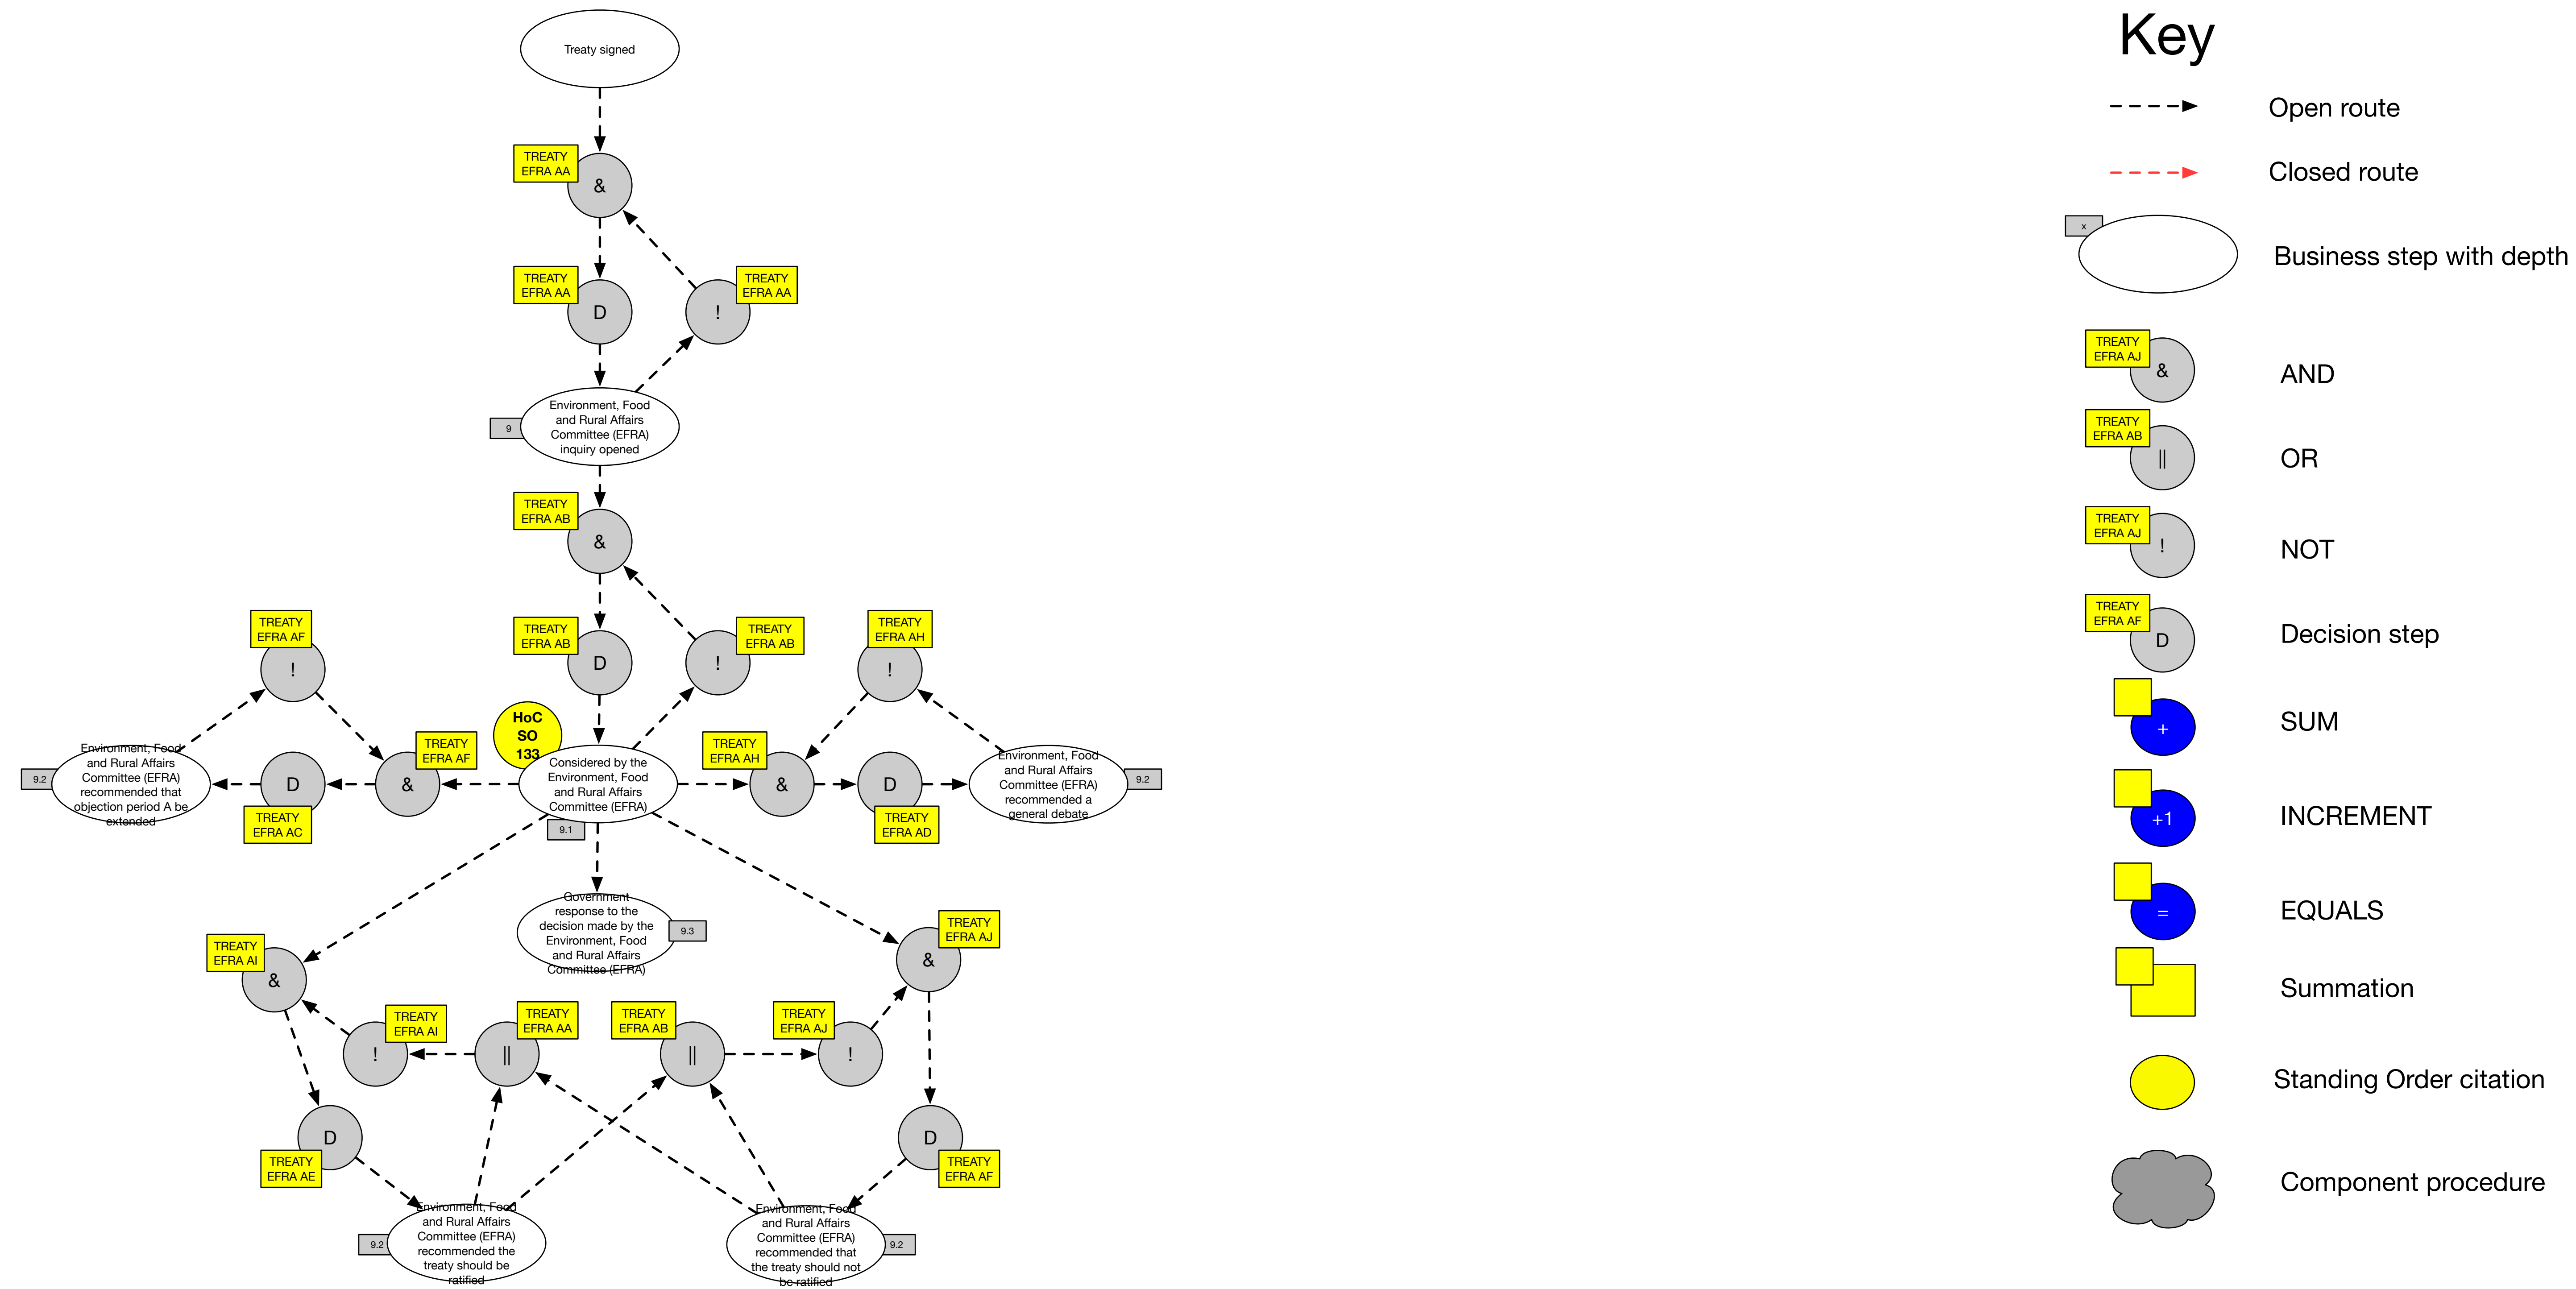 Treaty signed
TREATY
EFRA AA
&
TREATY
EFRA AA
D
TREATY
EFRA AA
!
Environment, Food
and Rural Affairs
Committee (EFRA)
inquiry opened
9
TREATY
EFRA AB
&
TREATY
EFRA AB
D
TREATY
EFRA AB
!
TREATY
EFRA AF
!
TREATY
EFRA AH
!
HoC
SO
133
Environment, Food
and Rural Affairs
Committee (EFRA)
recommended that
objection period A be
extended
9.2
D
TREATY
EFRA AC
TREATY
EFRA AF
&
Considered by the
Environment, Food
and Rural Affairs
Committee (EFRA)
9.1
TREATY
EFRA AH
&
D
TREATY
EFRA AD
Environment, Food
and Rural Affairs
Committee (EFRA)
recommended a
general debate
9.2
Government
response to the
decision made by the
Environment, Food
and Rural Affairs
Committee (EFRA)
9.3
TREATY
EFRA AI
&
TREATY
EFRA AJ
&
TREATY
EFRA AI
!
TREATY
EFRA AA
||
TREATY
EFRA AB
||
TREATY
EFRA AJ
!
D
TREATY
EFRA AE
D
TREATY
EFRA AF
Environment, Food
and Rural Affairs
Committee (EFRA)
recommended the
treaty should be
ratified
9.2
Environment, Food
and Rural Affairs
Committee (EFRA)
recommended that
the treaty should not
be ratified
9.2
Key
Open route
Closed route
x
Business step with depth
TREATY
EFRA AJ
&
AND
TREATY
EFRA AB
||
OR
TREATY
EFRA AJ
!
NOT
TREATY
EFRA AF
D
Decision step
+
SUM
+1
INCREMENT
=
EQUALS
Summation
Standing Order citation
Component procedure